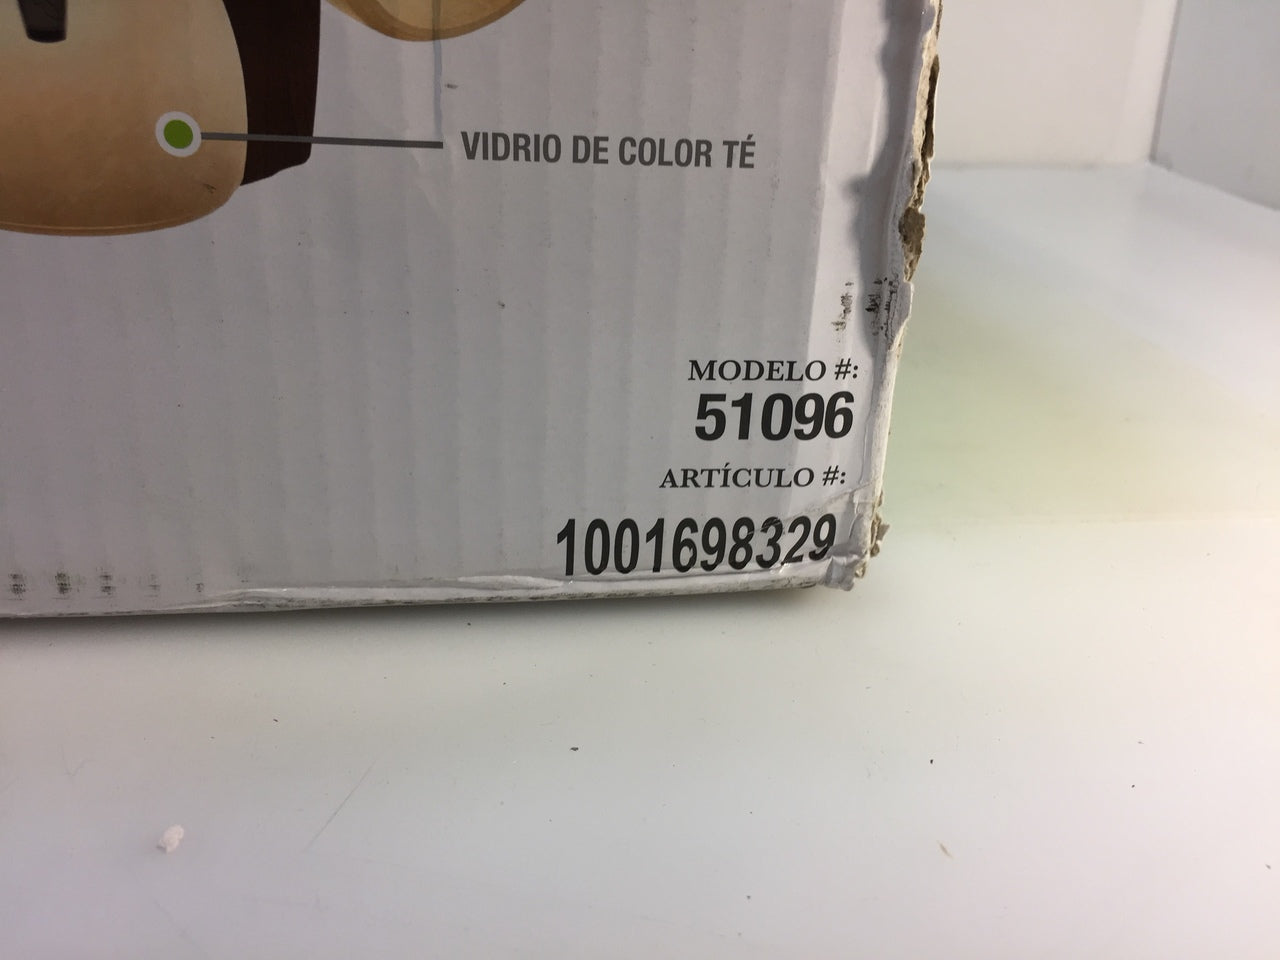 VIDRIO DE COLOR TÉ
MODELO #:
51096
ARTÍCULO #:
1001698329